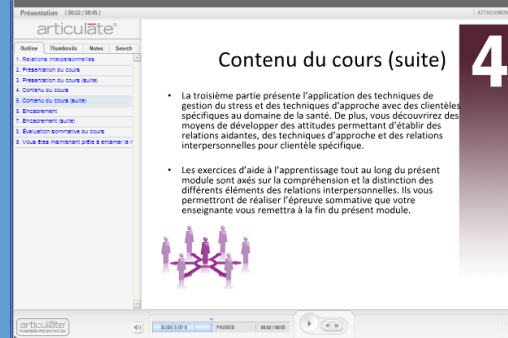 Présentation (00:22 / 00:45)
ATTACHMEN
articulate®
Outline Thumbnails Notes Search
1. Relations interpersonnelles
2. Présentation du cours
3. Présentation du cours (suite)
4. Contenu du cours
5. Contenu du cours (suite)
6. Encadrement
7. Encadrement (suite)
8. Évaluation sommative du cours
9. Vous êtes maintenant prête à entamer le r
Contenu du cours (suite)
4
• La troisième partie présente l'application des techniques de
gestion du stress et des techniques d'approche avec des clientèles
spécifiques au domaine de la santé. De plus, vous découvrirez des
moyens de développer des attitudes permettant d'établir des
relations aidantes, des techniques d'approche et des relations
interpersonnelles pour clientèle spécifique.
• Les exercices d'aide à l'apprentissage tout au long du présent
module sont axés sur la compréhension et la distinction des
différents éléments des relations interpersonnelles. Ils vous
permettront de réaliser l'épreuve sommative que votre
enseignante vous remettra à la fin du présent module.
articulate®
POWERED PRESENTATION
SLIDE 5 OF 9 PAUSED